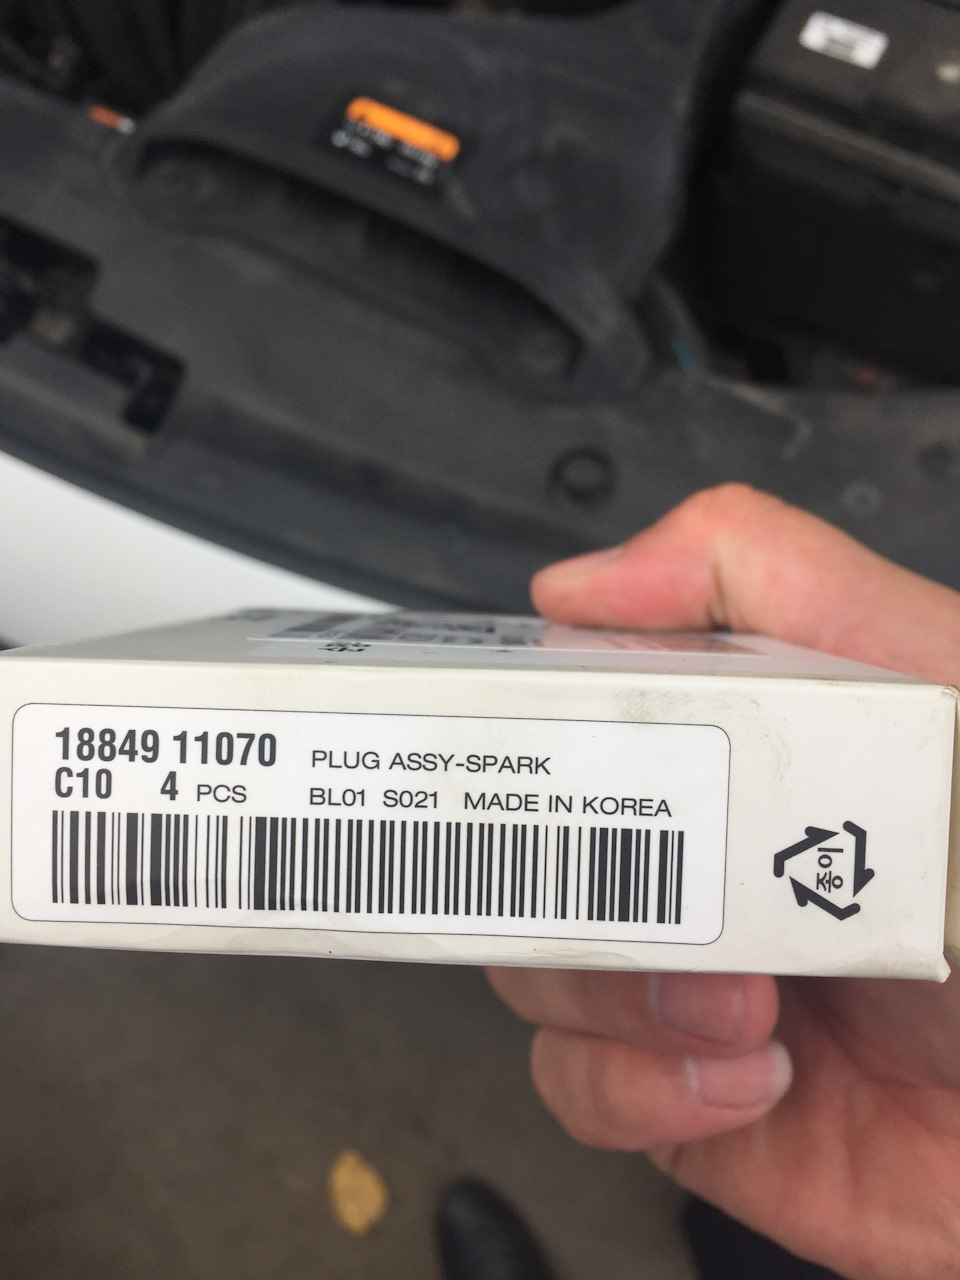 18849 11070 PLUG ASSY-SPARK
C10 4 PCS BL01 S021 MADE IN KOREA
종이